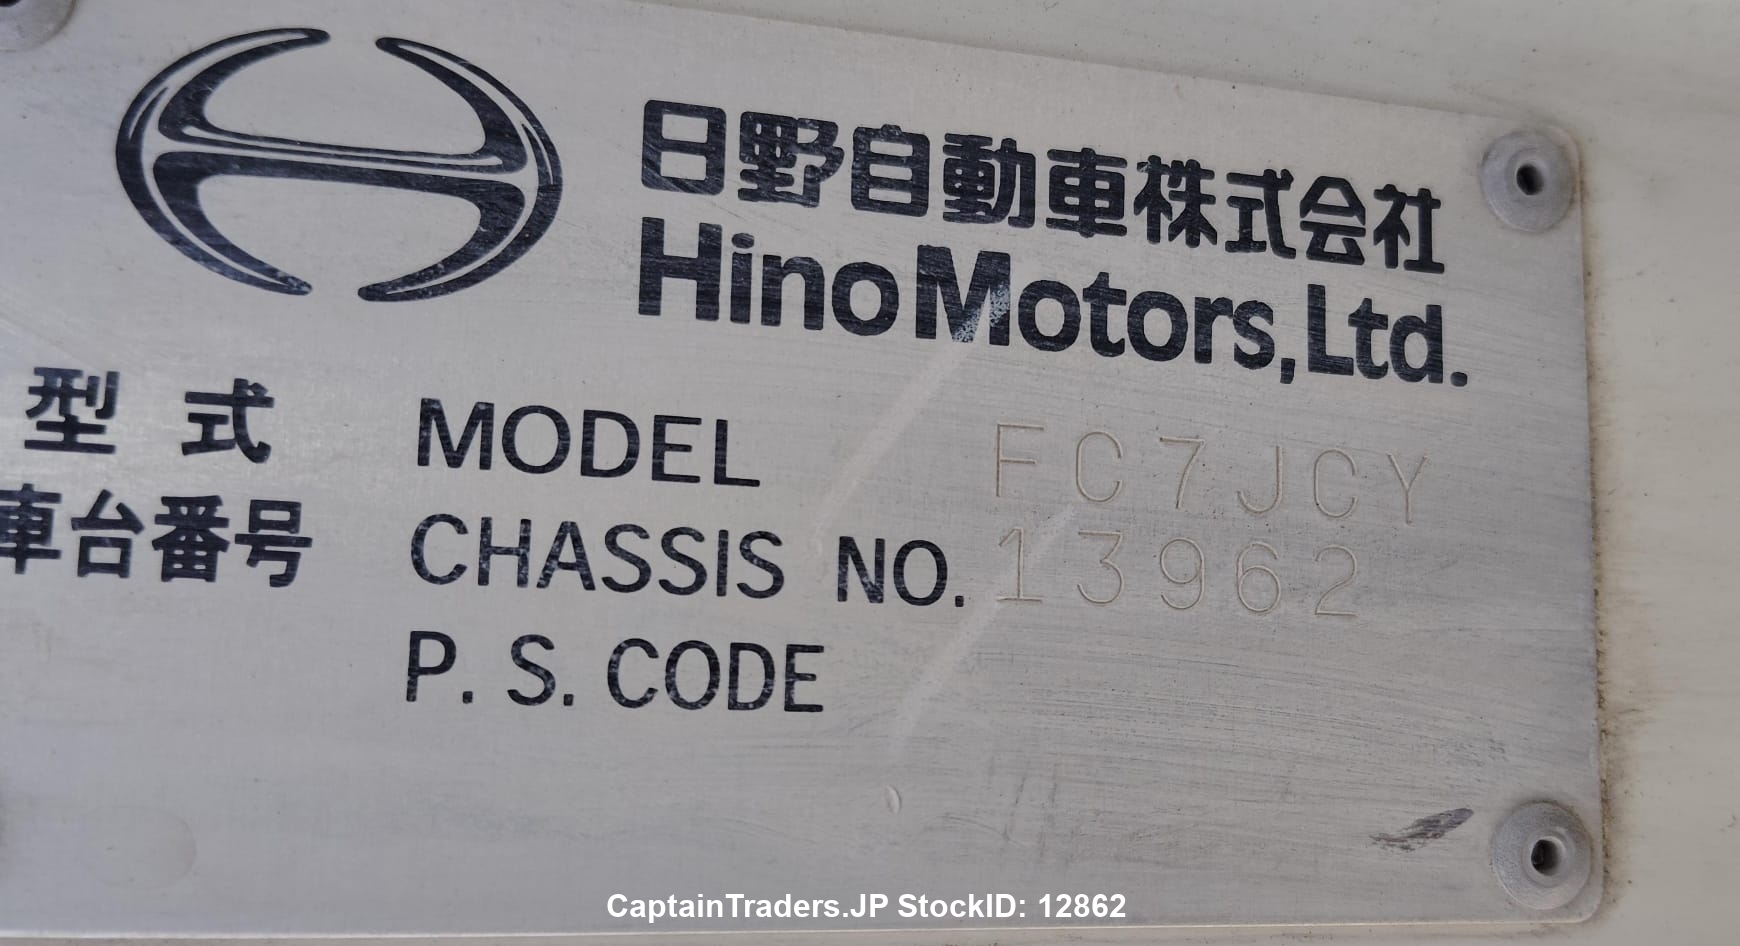 日野自動車株式会社
Hino Motors, Ltd.
型式 MODEL FC7JCY
車台番号 CHASSIS NO. 13962
P. S. CODE
CaptainTraders.JP StockID: 12862